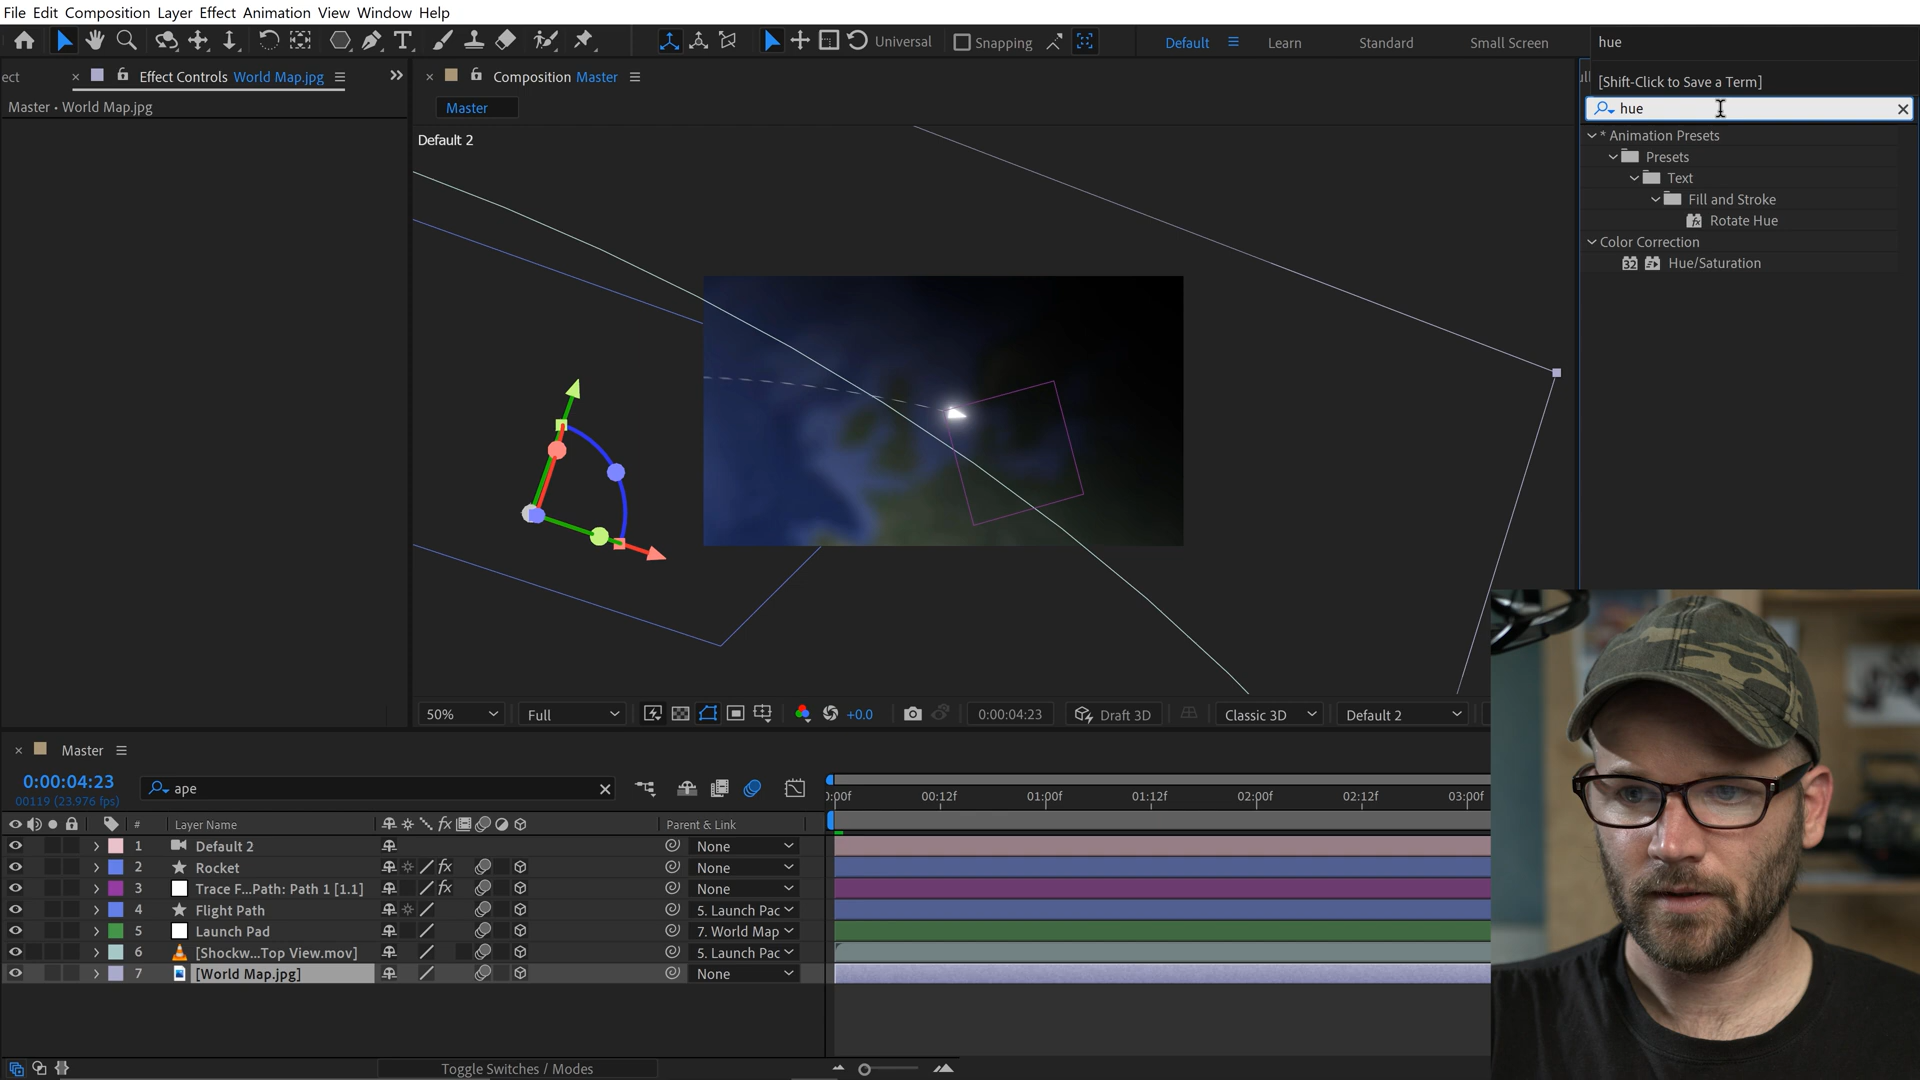 File Edit Composition Layer Effect Animation View Window Help
Universal Snapping Default Learn Standard Small Screen hue
ect Effect Controls World Map.jpg
Composition Master
[Shift-Click to Save a Term]
Master • World Map.jpg
Master
hue
Default 2
* Animation Presets
Presets
Text
Fill and Stroke
Rotate Hue
Color Correction
32 Hue/Saturation
50% Full +0.0 0:00:04:23 Draft 3D Classic 3D Default 2
Master
0:00:04:23
00119 (23.976 fps)
ape
:00f 00:12f 01:00f 01:12f 02:00f 02:12f 03:00f
# Layer Name fx Parent & Link
1 Default 2 None
2 Rocket fx None
3 Trace F...Path: Path 1 [1.1] fx None
4 Flight Path 5. Launch Pac
5 Launch Pad 7. World Map
6 [Shockw...Top View.mov] 5. Launch Pac
7 [World Map.jpg] None
Toggle Switches / Modes